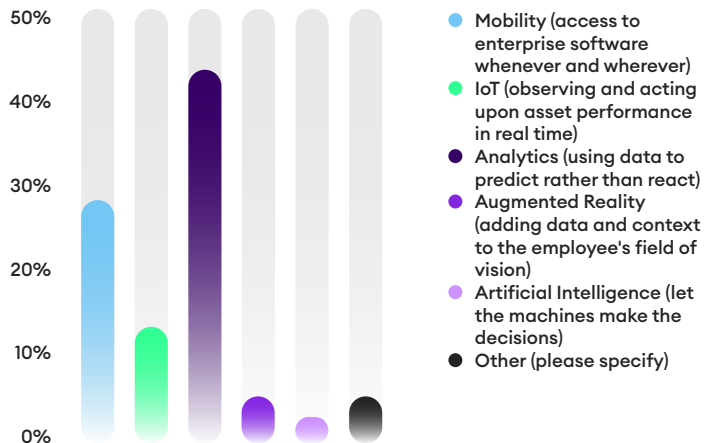 50%
40%
30%
20%
10%
0%
Mobility (access to
enterprise software
whenever and wherever)
IoT (observing and acting
upon asset performance
in real time)
Analytics (using data to
predict rather than react)
Augmented Reality
(adding data and context
to the employee's field of
vision)
Artificial Intelligence (let
the machines make the
decisions)
Other (please specify)